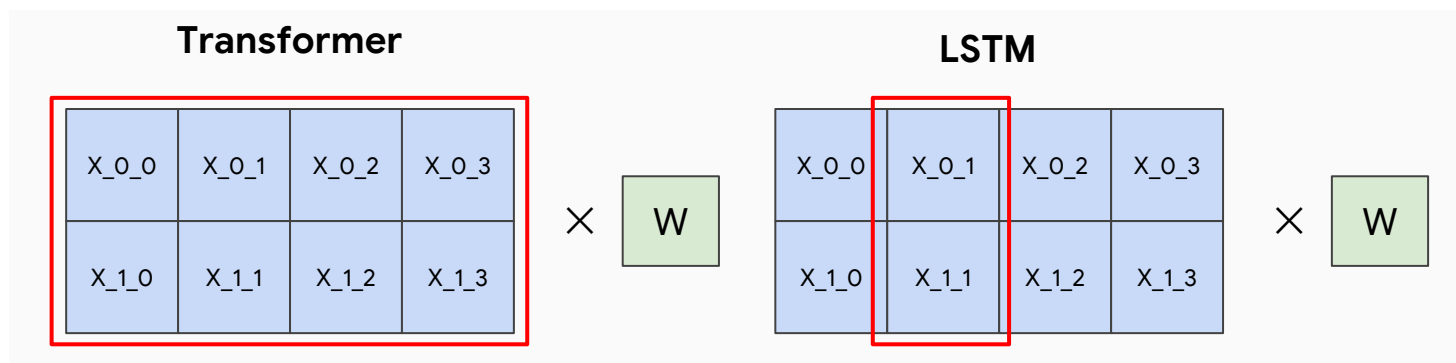 Transformer
X_0_0 X_0_1 X_0_2 X_0_3
X_1_0 X_1_1 X_1_2 X_1_3
× W
LSTM
X_0_0 X_0_1 X_0_2 X_0_3
X_1_0 X_1_1 X_1_2 X_1_3
× W